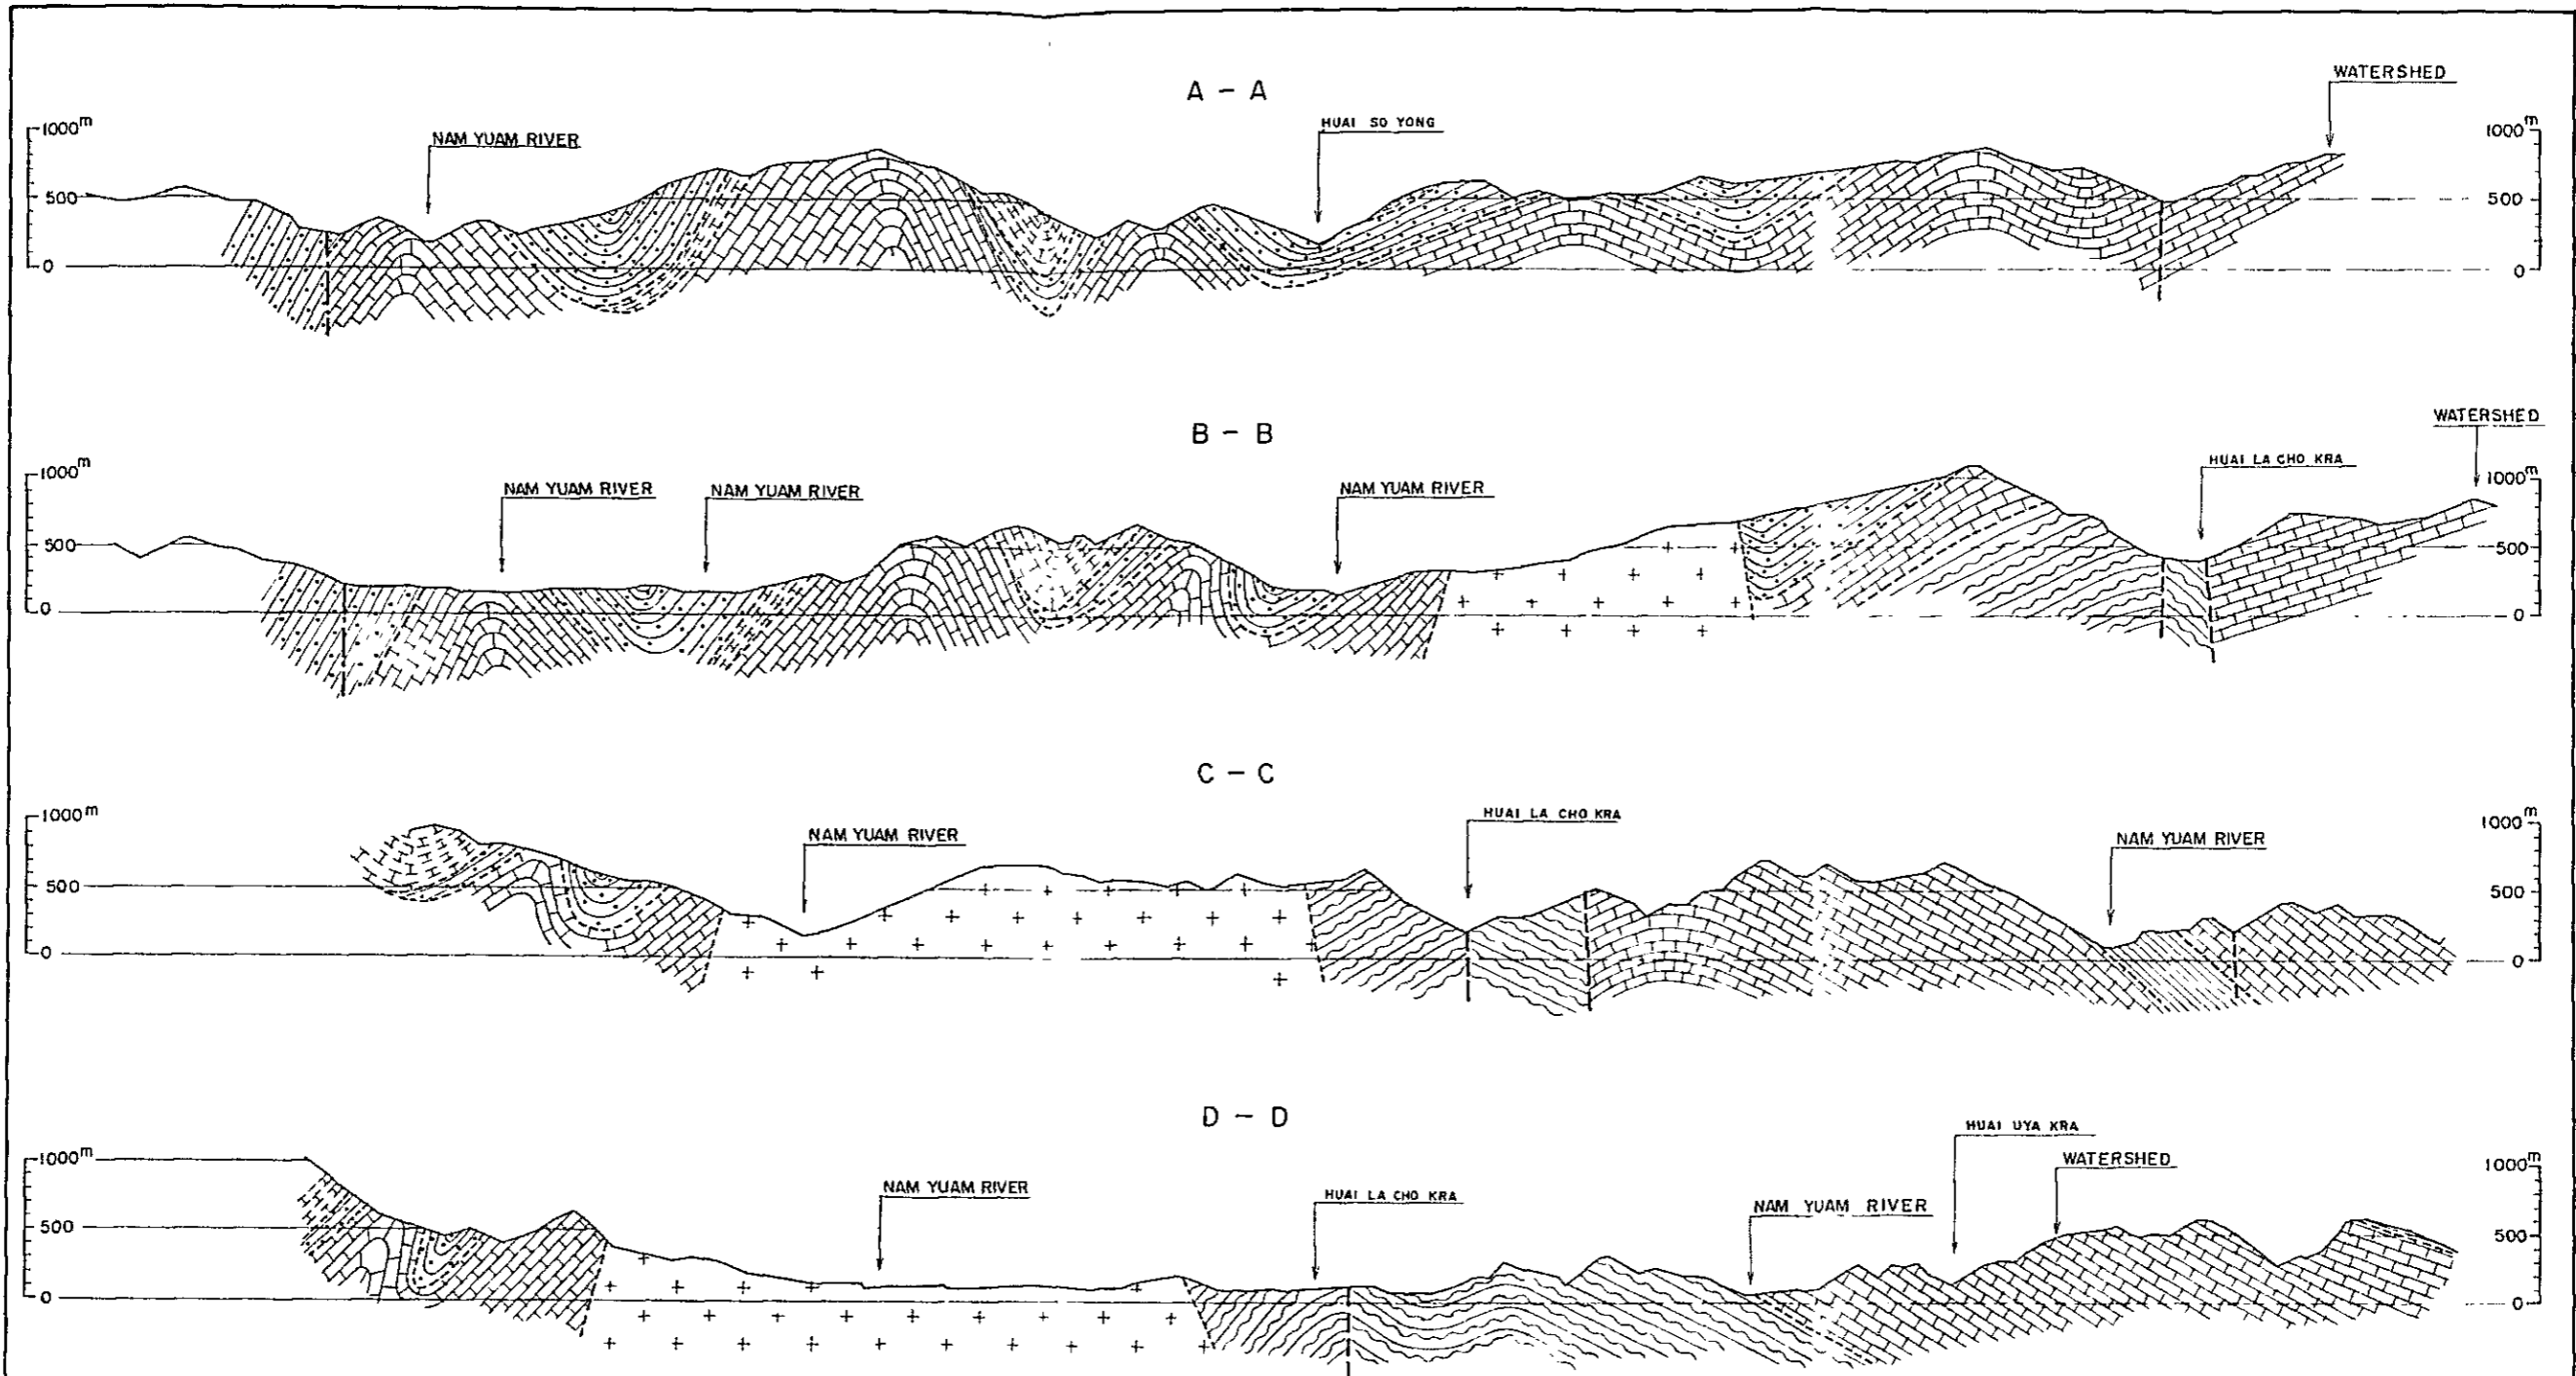 A - A
WATERSHED
HUAI SO YONG
NAM YUAM RIVER
1000m
1000m
500
500
0
0
B - B
WATERSHED
HUAI LA CHO KRA
NAM YUAM RIVER
NAM YUAM RIVER
NAM YUAM RIVER
1000m
1000m
500
500
0
0
C - C
HUAI LA CHO KRA
NAM YUAM RIVER
NAM YUAM RIVER
1000m
1000m
500
500
0
0
D - D
HUAI UYA KRA
WATERSHED
NAM YUAM RIVER
HUAI LA CHO KRA
NAM YUAM RIVER
1000m
1000m
500
500
0
0